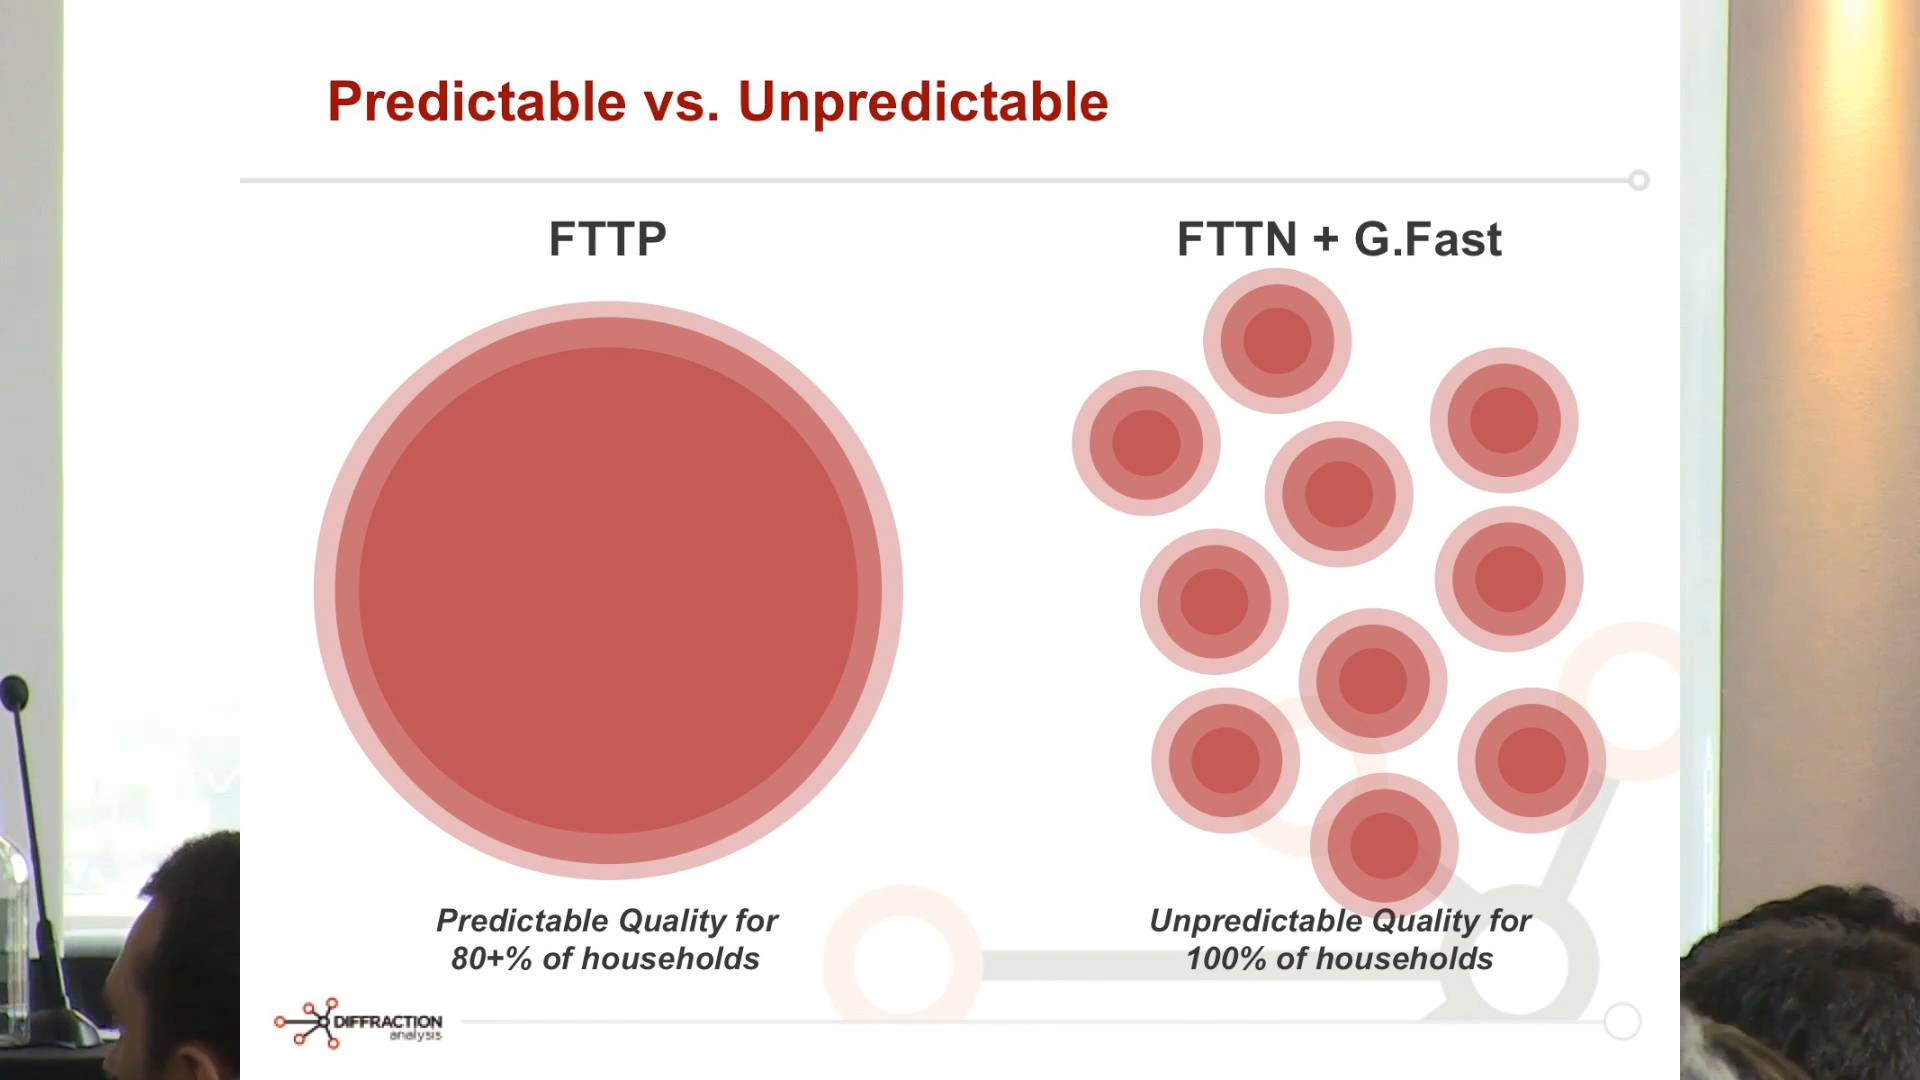 Predictable vs. Unpredictable
FTTP
FTTN + G.Fast
Predictable Quality for
80+% of households
Unpredictable Quality for
100% of households
DIFFRACTION
analysis